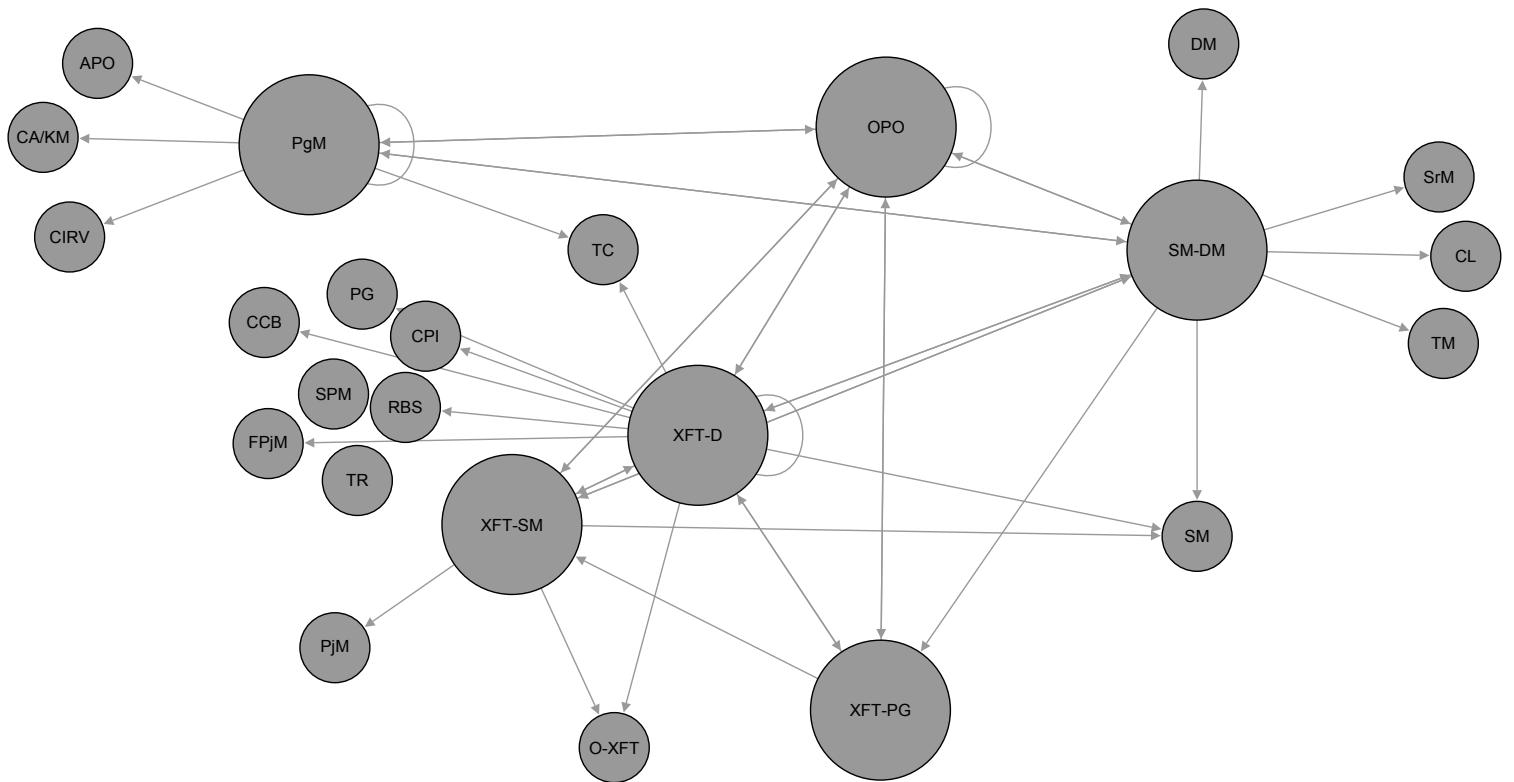 DM
APO
OPO
CA/KM
PgM
SrM
CIRV
TC
SM-DM
CL
PG
CCB
CPI
TM
SPM
RBS
XFT-D
FPjM
TR
XFT-SM
SM
PjM
XFT-PG
O-XFT